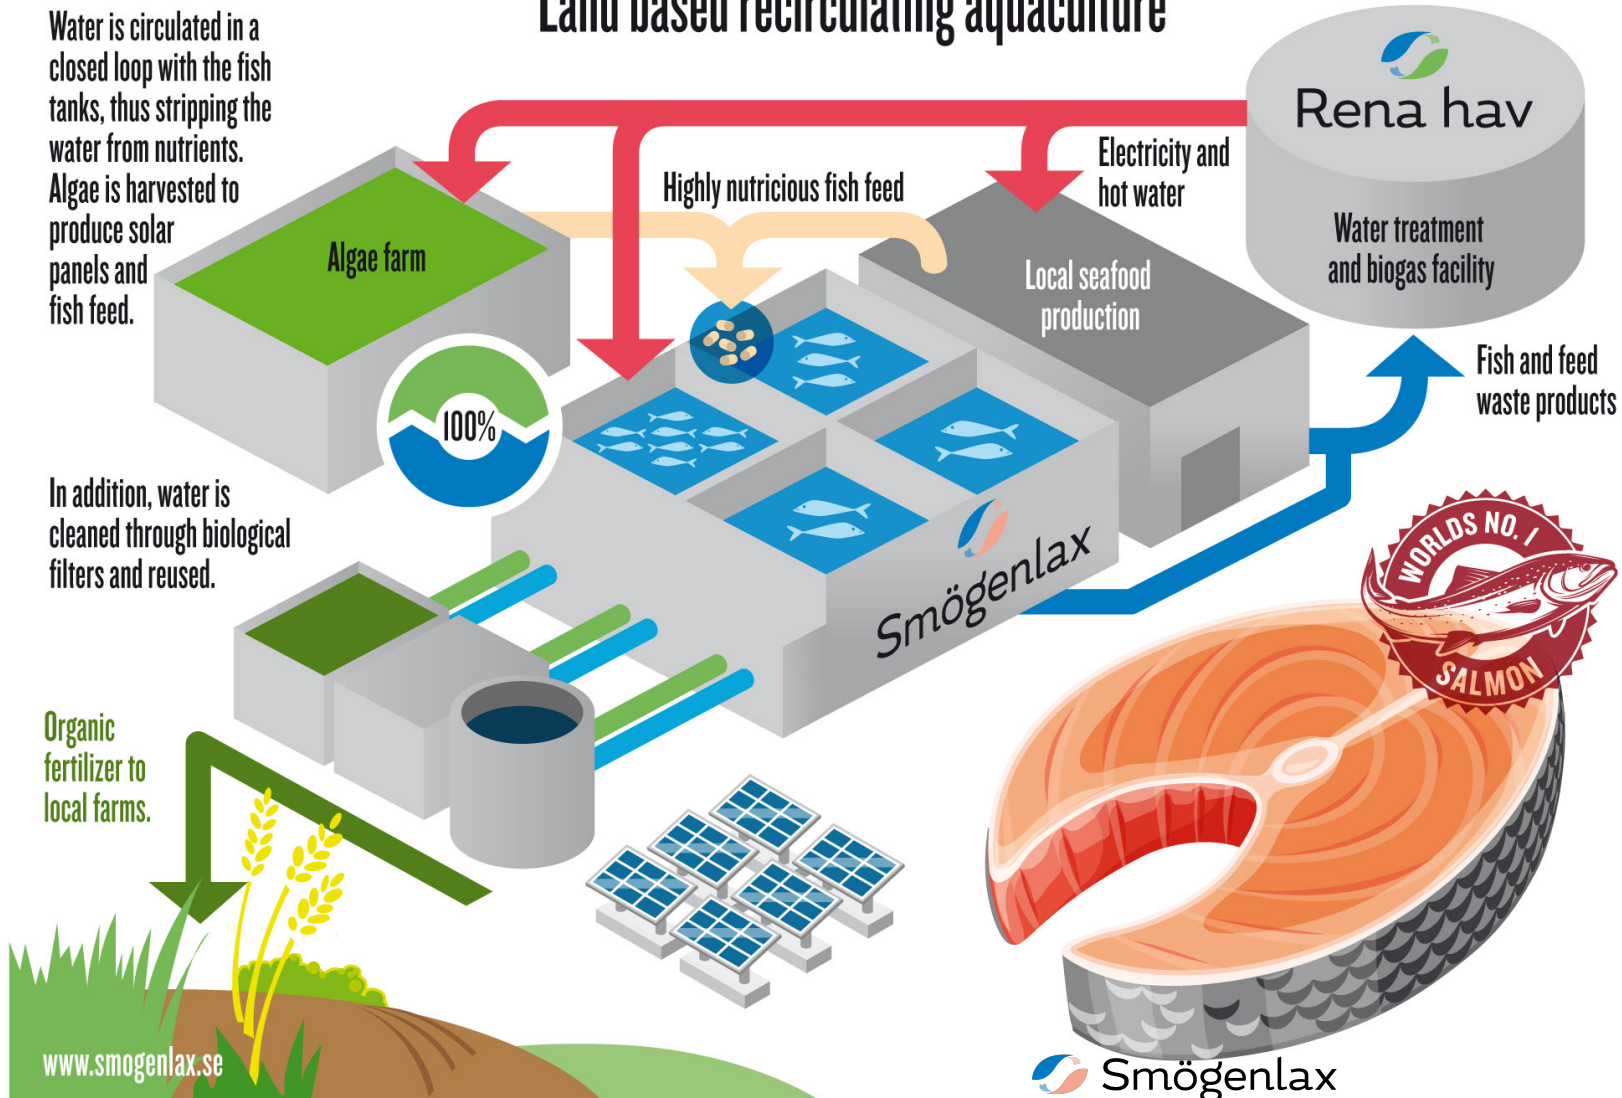 Land based recirculating aquaculture
Water is circulated in a
closed loop with the fish
tanks, thus stripping the
water from nutrients.
Algae is harvested to
produce solar
panels and
fish feed.
Rena hav
Water treatment
and biogas facility
Electricity and
hot water
Highly nutricious fish feed
Algae farm
Local seafood
production
Fish and feed
waste products
100%
In addition, water is
cleaned through biological
filters and reused.
Smögenlax
WORLDS NO. 1
SALMON
Organic
fertilizer to
local farms.
www.smogenlax.se
Smögenlax